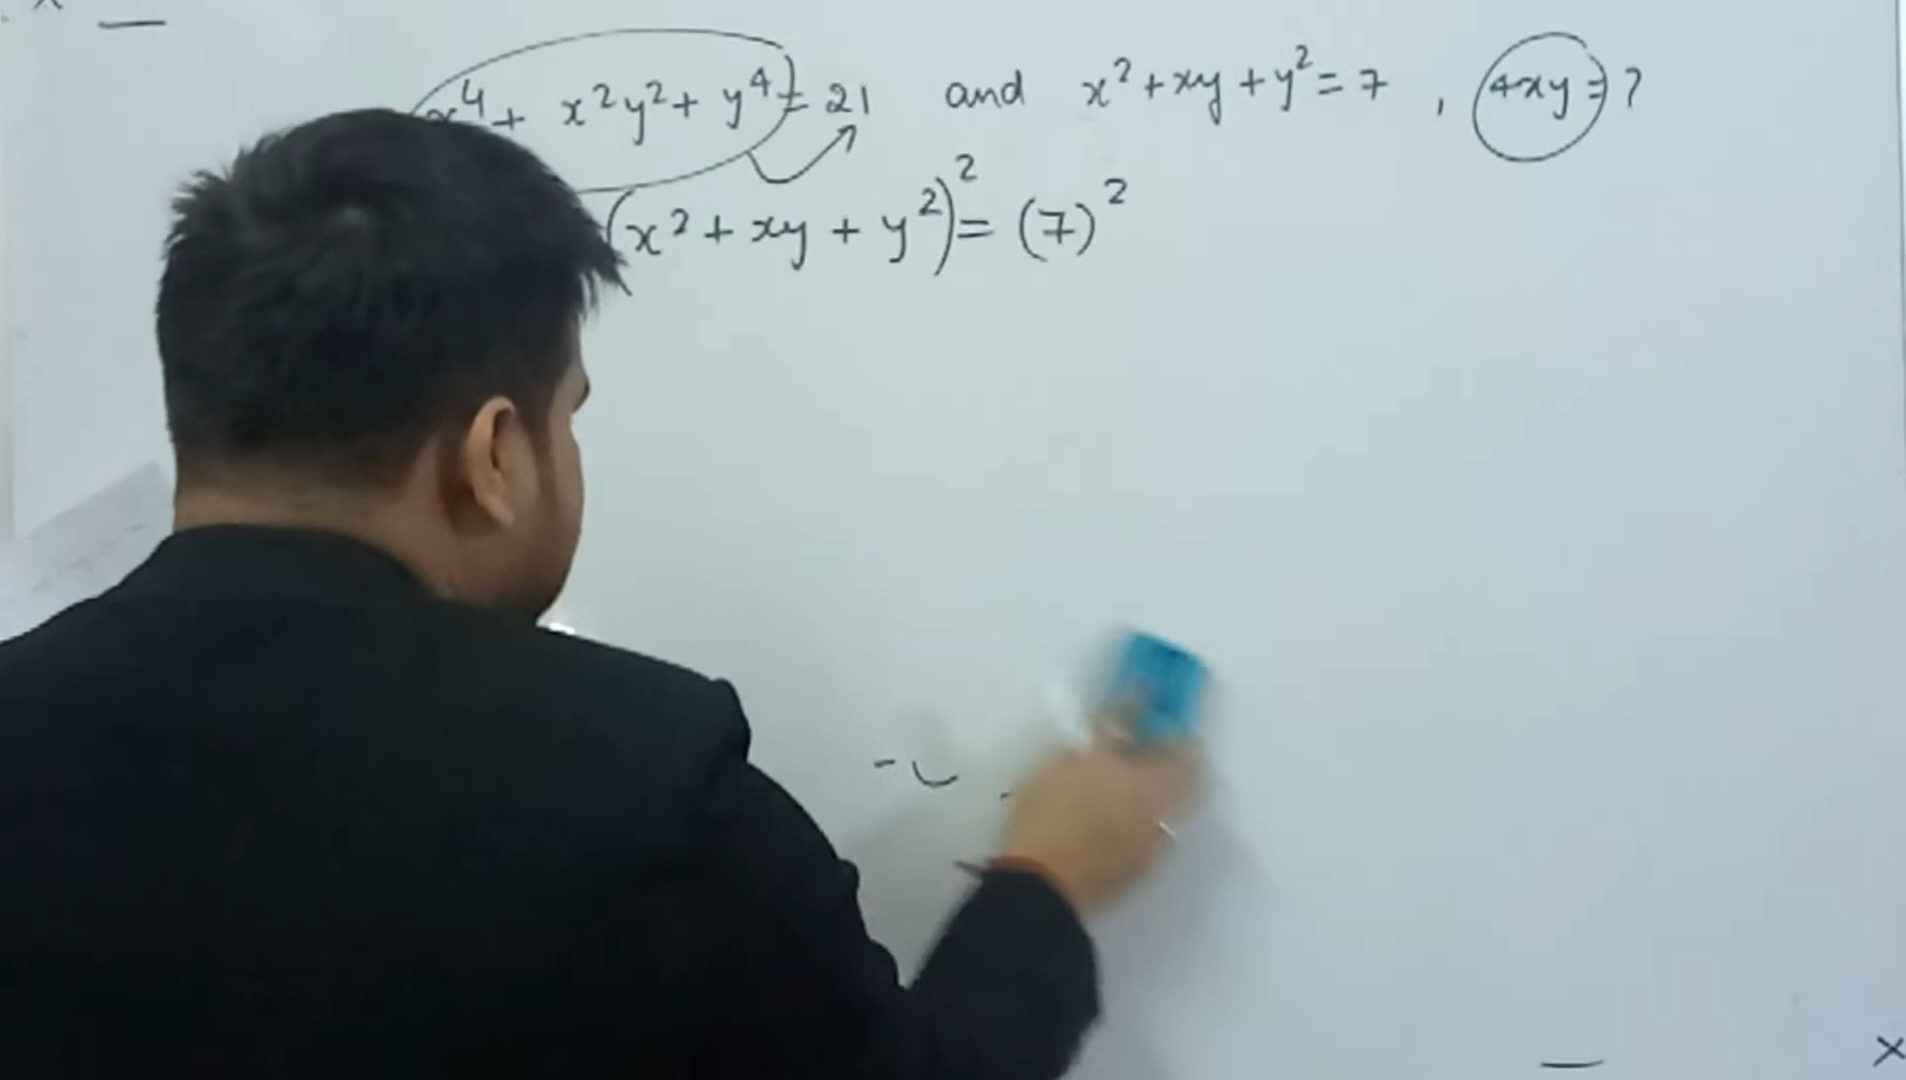 x⁴ + x²y² + y⁴ = 21 and x² + xy + y² = 7 , 4xy = ?
(x² + xy + y²)² = (7)²